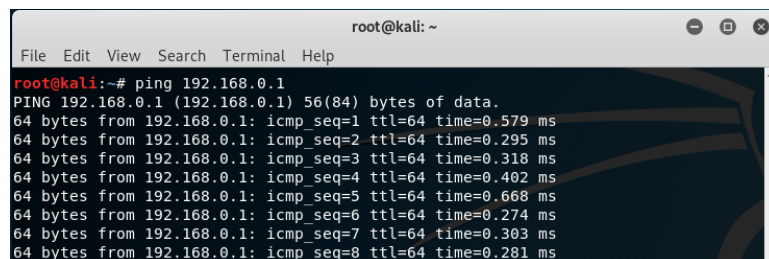 root@kali: ~
File Edit View Search Terminal Help
root@kali:~# ping 192.168.0.1
PING 192.168.0.1 (192.168.0.1) 56(84) bytes of data.
64 bytes from 192.168.0.1: icmp_seq=1 ttl=64 time=0.579 ms
64 bytes from 192.168.0.1: icmp_seq=2 ttl=64 time=0.295 ms
64 bytes from 192.168.0.1: icmp_seq=3 ttl=64 time=0.318 ms
64 bytes from 192.168.0.1: icmp_seq=4 ttl=64 time=0.402 ms
64 bytes from 192.168.0.1: icmp_seq=5 ttl=64 time=0.668 ms
64 bytes from 192.168.0.1: icmp_seq=6 ttl=64 time=0.274 ms
64 bytes from 192.168.0.1: icmp_seq=7 ttl=64 time=0.303 ms
64 bytes from 192.168.0.1: icmp_seq=8 ttl=64 time=0.281 ms